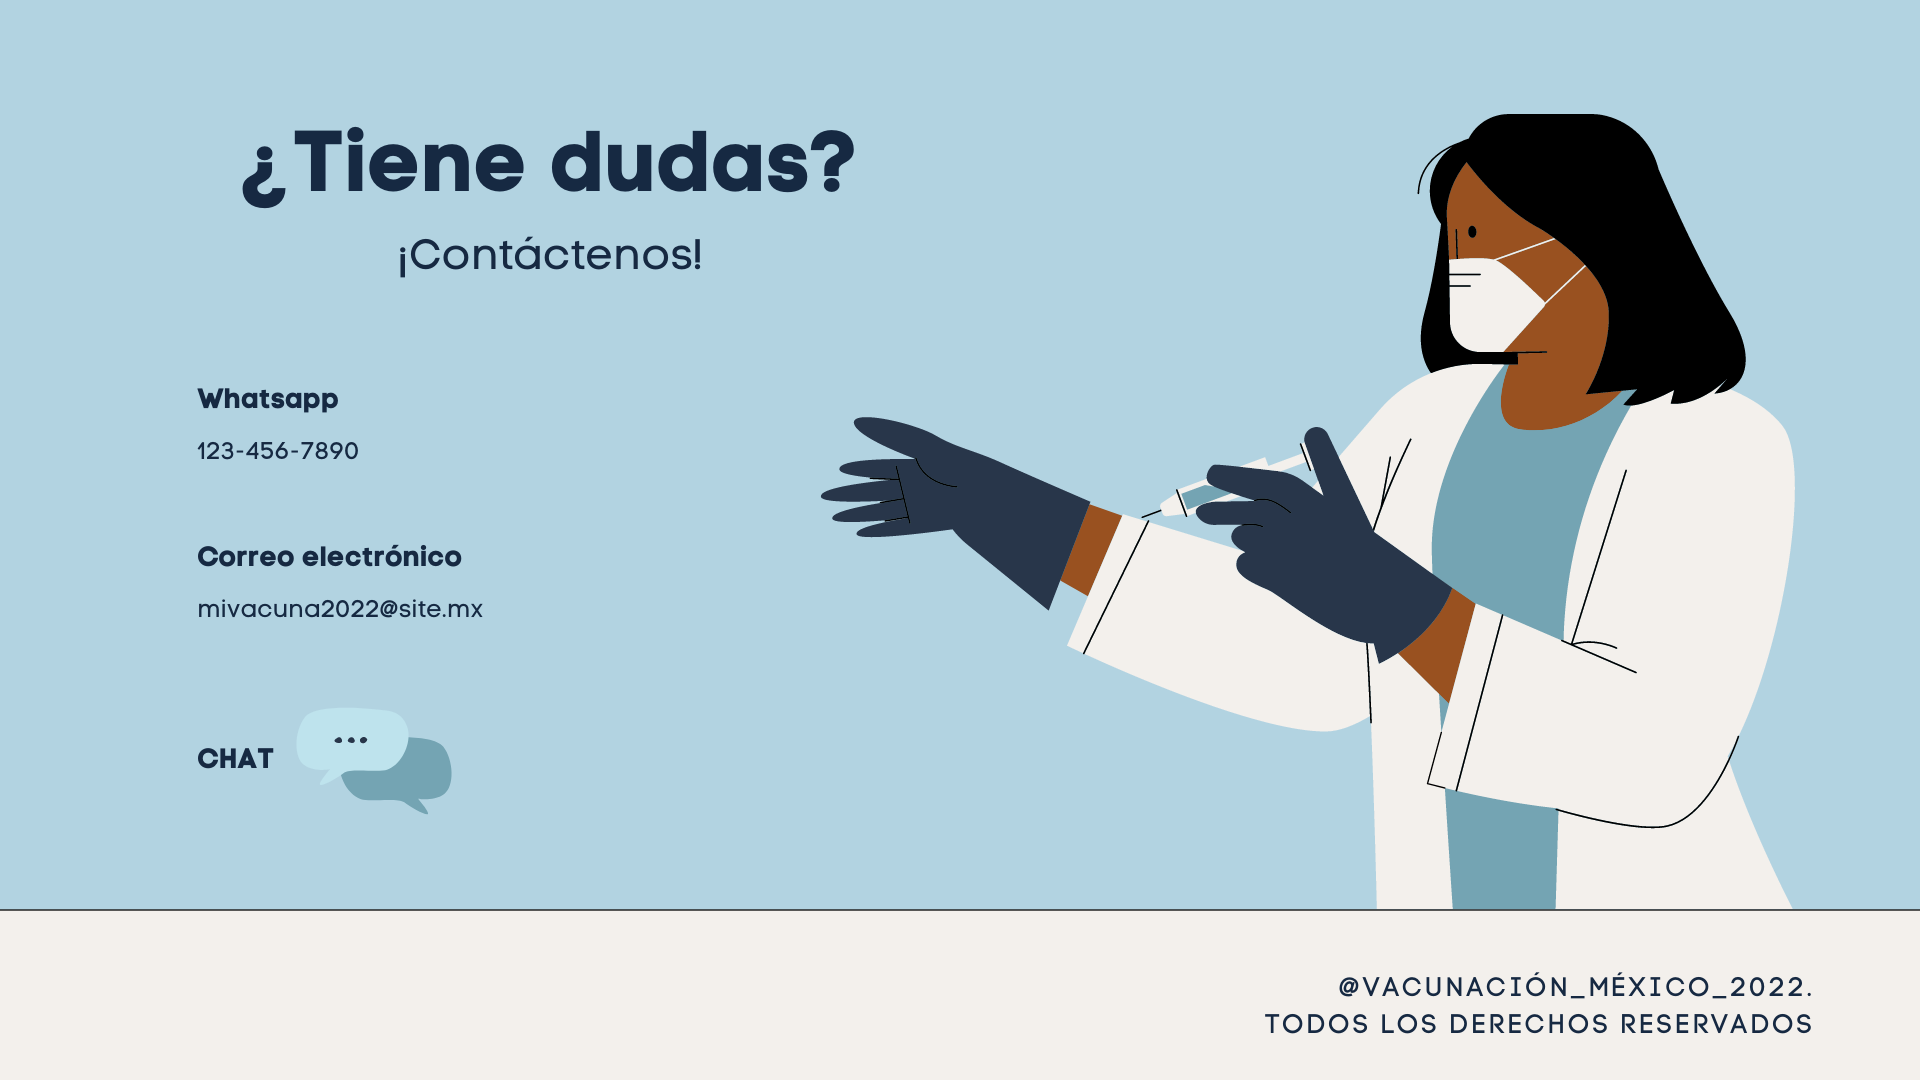 ¿Tiene dudas?
¡Contáctenos!
Whatsapp
123-456-7890
Correo electrónico
mivacuna2022@site.mx
CHAT
@VACUNACIÓN_MÉXICO_2022.
TODOS LOS DERECHOS RESERVADOS